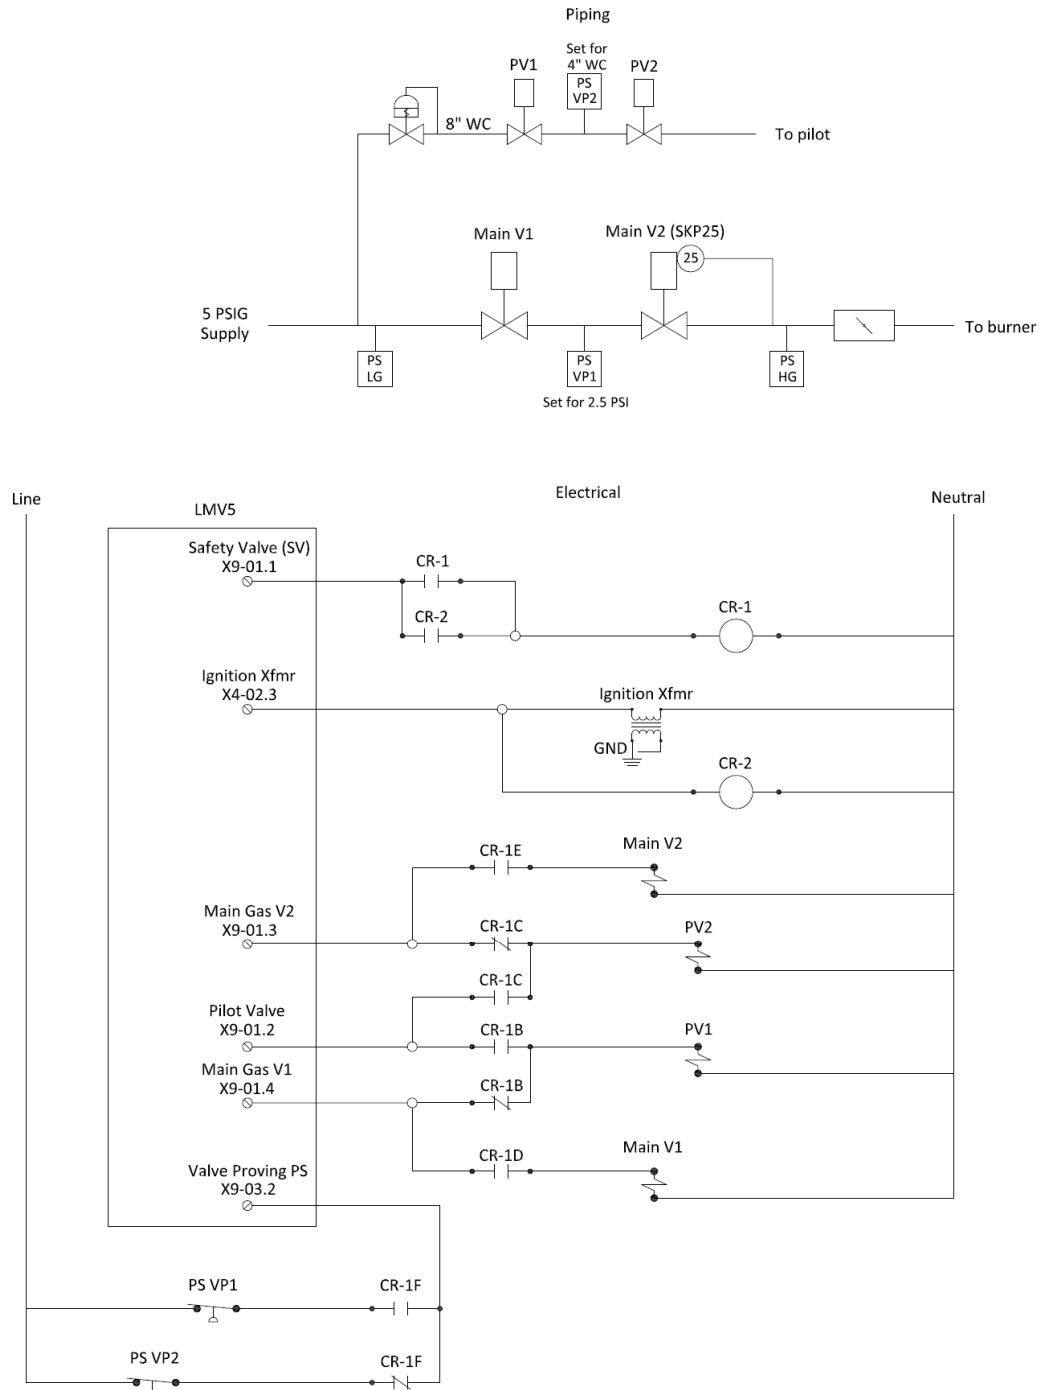 Piping
Set for
4" WC
PV1
PS
VP2
PV2
8" WC
To pilot
Main V1
Main V2 (SKP25)
25
5 PSIG
Supply
To burner
PS
LG
PS
VP1
PS
HG
Set for 2.5 PSI
Line
Electrical
Neutral
LMV5
Safety Valve (SV)
X9-01.1
CR-1
CR-2
CR-1
Ignition Xfmr
X4-02.3
Ignition Xfmr
GND
CR-2
CR-1E
Main V2
Main Gas V2
X9-01.3
CR-1C
PV2
CR-1C
Pilot Valve
X9-01.2
CR-1B
PV1
Main Gas V1
X9-01.4
CR-1B
CR-1D
Main V1
Valve Proving PS
X9-03.2
PS VP1
CR-1F
PS VP2
CR-1F